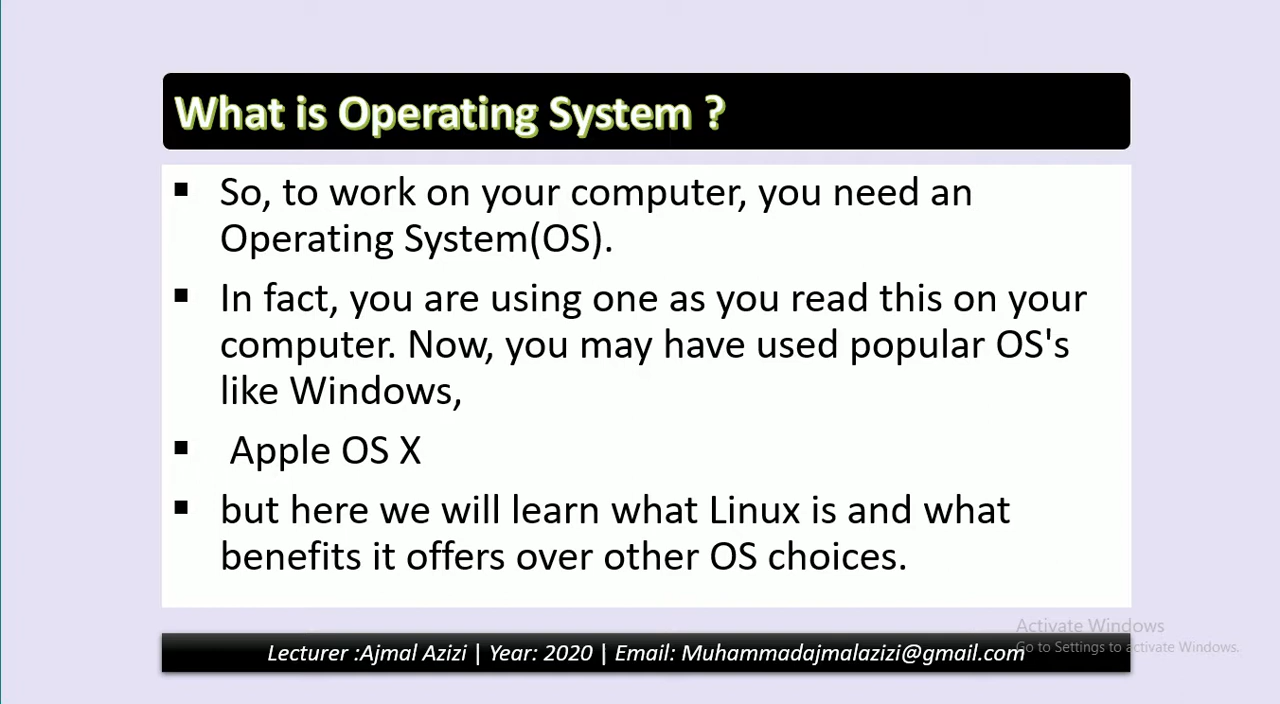 What is Operating System ?
▪ So, to work on your computer, you need an
Operating System(OS).
▪ In fact, you are using one as you read this on your
computer. Now, you may have used popular OS's
like Windows,
▪ Apple OS X
▪ but here we will learn what Linux is and what
benefits it offers over other OS choices.
Activate Windows
Go to Settings to activate Windows.
Lecturer :Ajmal Azizi | Year: 2020 | Email: Muhammadajmalazizi@gmail.com